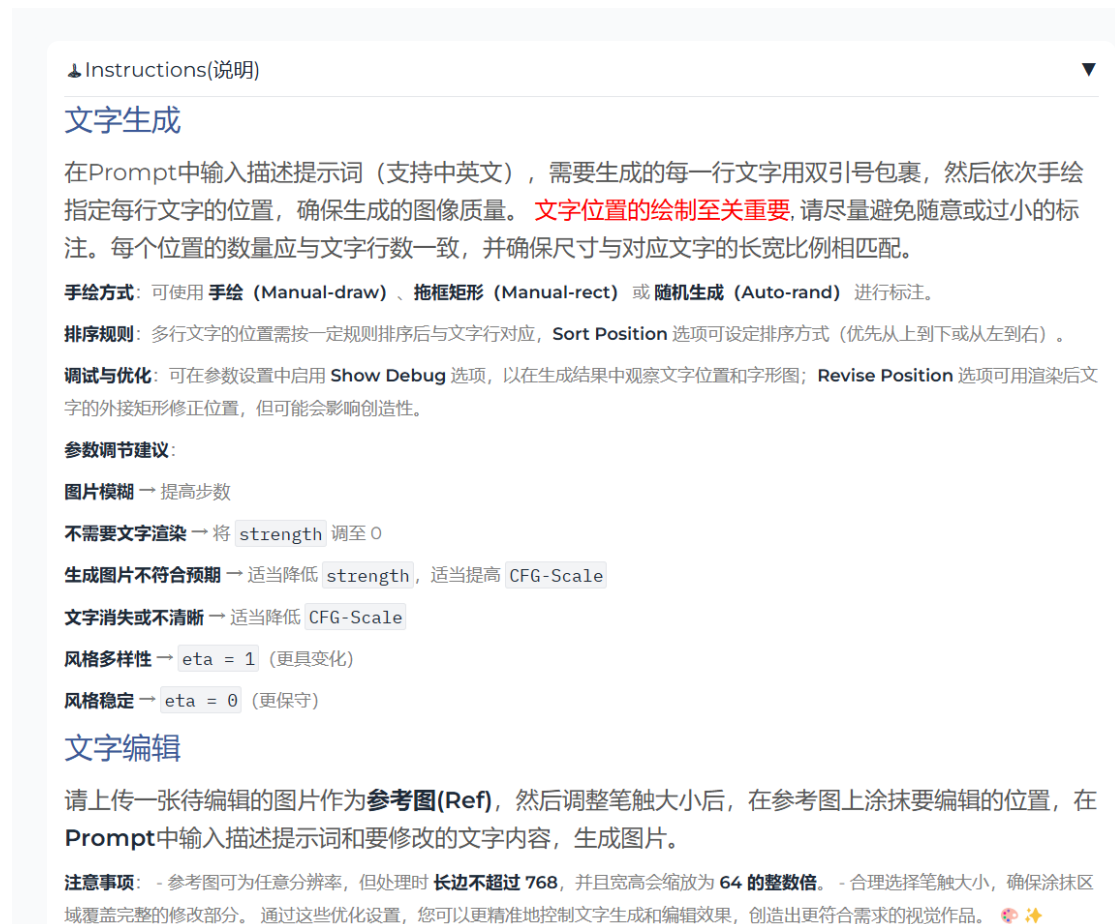 Instructions(说明)
▼
文字生成
在Prompt中输入描述提示词（支持中英文），需要生成的每一行文字用双引号包裹，然后依次手绘
指定每行文字的位置，确保生成的图像质量。 文字位置的绘制至关重要, 请尽量避免随意或过小的标
注。每个位置的数量应与文字行数一致，并确保尺寸与对应文字的长宽比例相匹配。
手绘方式：可使用 手绘（Manual-draw）、拖框矩形（Manual-rect） 或 随机生成（Auto-rand） 进行标注。
排序规则：多行文字的位置需按一定规则排序后与文字行对应，Sort Position 选项可设定排序方式（优先从上到下或从左到右）。
调试与优化：可在参数设置中启用 Show Debug 选项，以在生成结果中观察文字位置和字形图；Revise Position 选项可用渲染后文
字的外接矩形修正位置，但可能会影响创造性。
参数调节建议：
图片模糊 → 提高步数
不需要文字渲染 → 将 strength 调至 0
生成图片不符合预期 → 适当降低 strength，适当提高 CFG-Scale
文字消失或不清晰 → 适当降低 CFG-Scale
风格多样性 → eta = 1（更具变化）
风格稳定 → eta = 0（更保守）
文字编辑
请上传一张待编辑的图片作为参考图(Ref)，然后调整笔触大小后，在参考图上涂抹要编辑的位置，在
Prompt中输入描述提示词和要修改的文字内容，生成图片。
注意事项： - 参考图可为任意分辨率，但处理时 长边不超过 768，并且宽高会缩放为 64 的整数倍。 - 合理选择笔触大小，确保涂抹区
域覆盖完整的修改部分。 通过这些优化设置，您可以更精准地控制文字生成和编辑效果，创造出更符合需求的视觉作品。 🎨 ✨